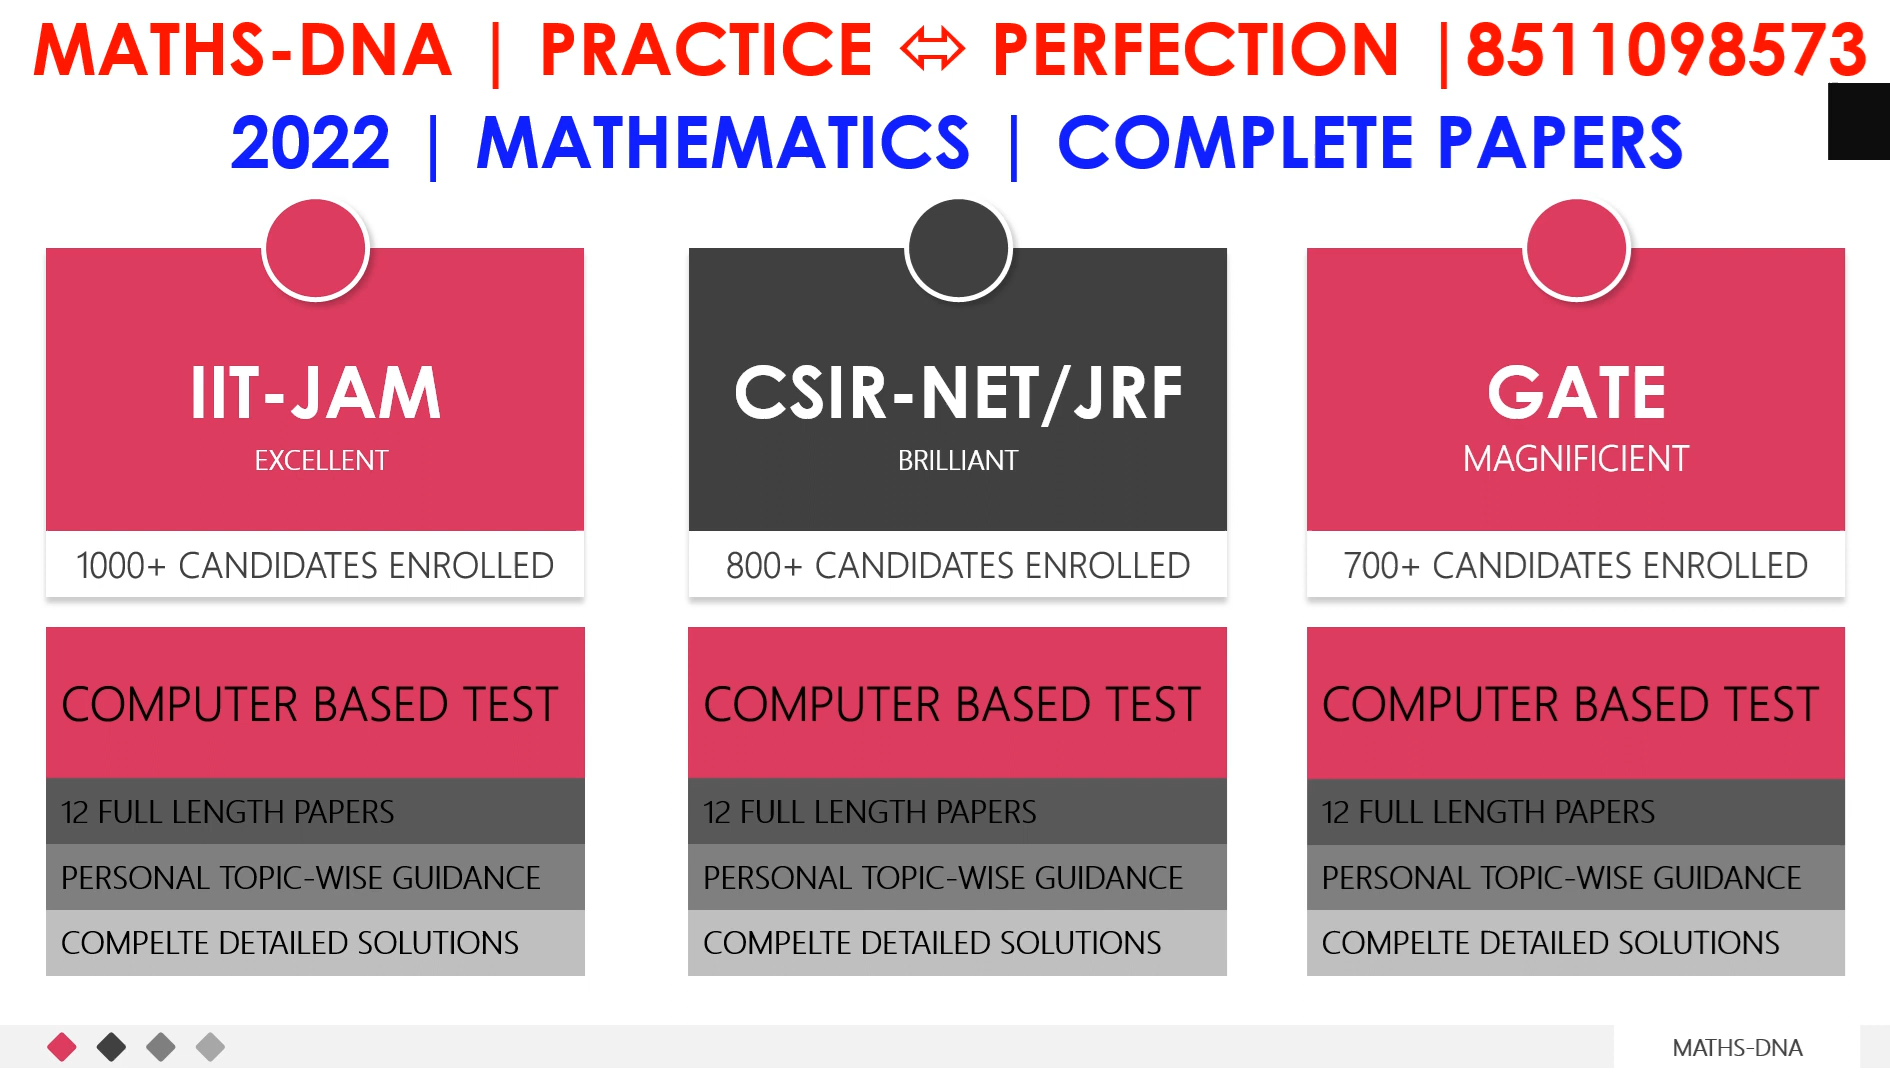 MATHS-DNA | PRACTICE ⬄ PERFECTION |8511098573
2022 | MATHEMATICS | COMPLETE PAPERS
IIT-JAM
EXCELLENT
1000+ CANDIDATES ENROLLED
COMPUTER BASED TEST
12 FULL LENGTH PAPERS
PERSONAL TOPIC-WISE GUIDANCE
COMPELTE DETAILED SOLUTIONS
CSIR-NET/JRF
BRILLIANT
800+ CANDIDATES ENROLLED
COMPUTER BASED TEST
12 FULL LENGTH PAPERS
PERSONAL TOPIC-WISE GUIDANCE
COMPELTE DETAILED SOLUTIONS
GATE
MAGNIFICIENT
700+ CANDIDATES ENROLLED
COMPUTER BASED TEST
12 FULL LENGTH PAPERS
PERSONAL TOPIC-WISE GUIDANCE
COMPELTE DETAILED SOLUTIONS
MATHS-DNA